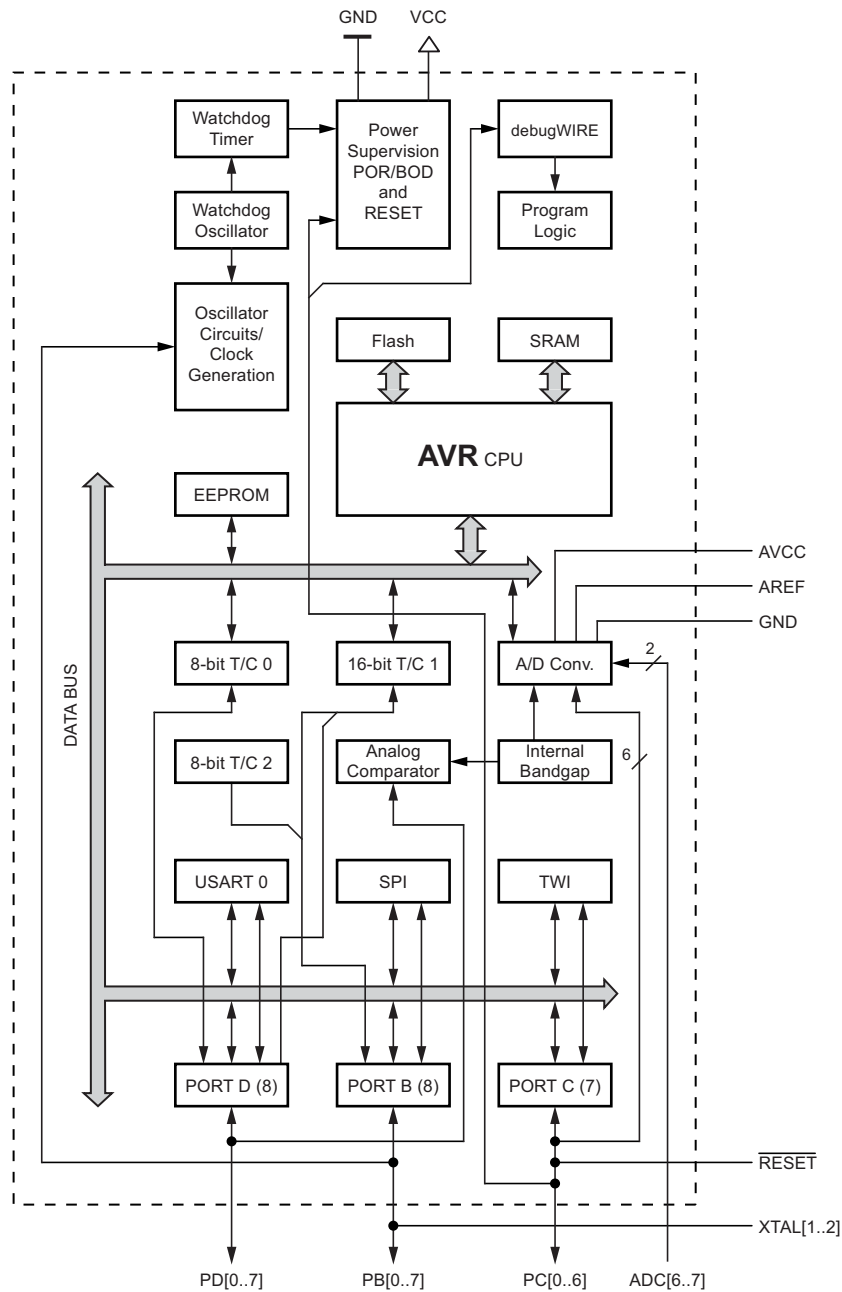 GND
VCC
Watchdog
Timer
Power
Supervision
POR/BOD
and
RESET
debugWIRE
Watchdog
Oscillator
Program
Logic
Oscillator
Circuits/
Clock
Generation
Flash
SRAM
AVR CPU
EEPROM
AVCC
AREF
GND
DATA BUS
8-bit T/C 0
16-bit T/C 1
A/D Conv.
2
8-bit T/C 2
Analog
Comparator
Internal
Bandgap
6
USART 0
SPI
TWI
PORT D (8)
PORT B (8)
PORT C (7)
RESET
XTAL[1..2]
PD[0..7]
PB[0..7]
PC[0..6]
ADC[6..7]